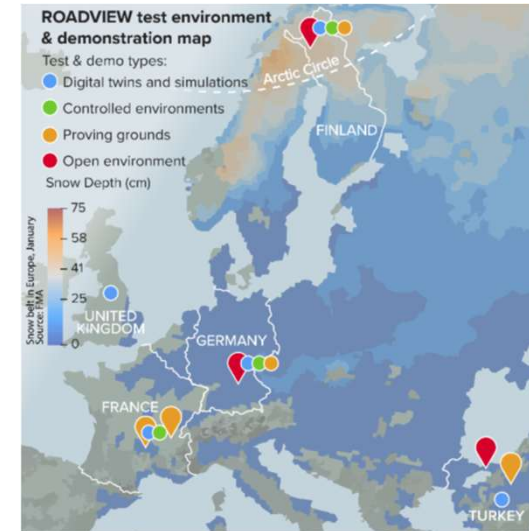 ROADVIEW test environment
& demonstration map
Test & demo types:
Digital twins and simulations
Controlled environments
Proving grounds
Open environment
Snow Depth (cm)
75
58
41
25
0
Snow belt in Europe, January
Source: FMA
Arctic Circle
FINLAND
UNITED
KINGDOM
GERMANY
FRANCE
TURKEY